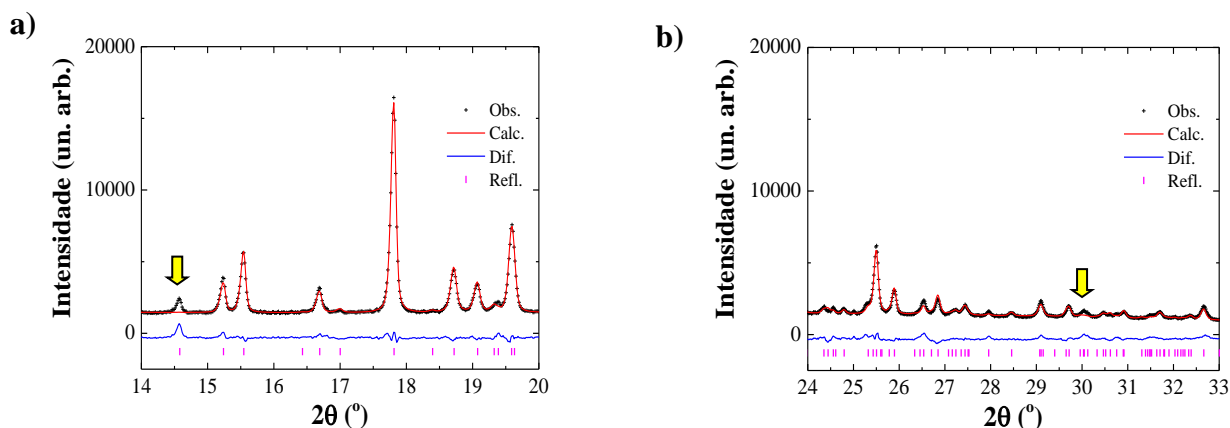 a)
20000
10000
0
Intensidade (un. arb.)
Obs.
Calc.
Dif.
Refl.
14 15 16 17 18 19 20
2θ (°)
b)
20000
10000
0
Intensidade (un. arb.)
Obs.
Calc.
Dif.
Refl.
24 25 26 27 28 29 30 31 32 33
2θ (°)